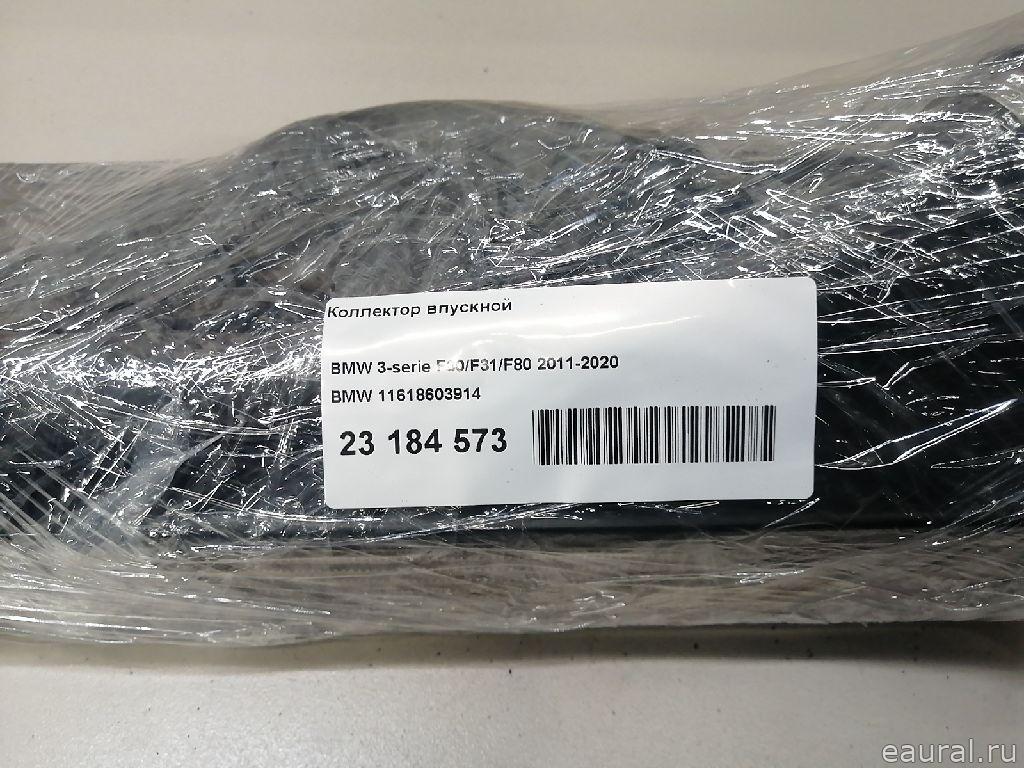 Коллектор впускной
BMW 3-serie F30/F31/F80 2011-2020
BMW 11618603914
23 184 573
eaural.ru